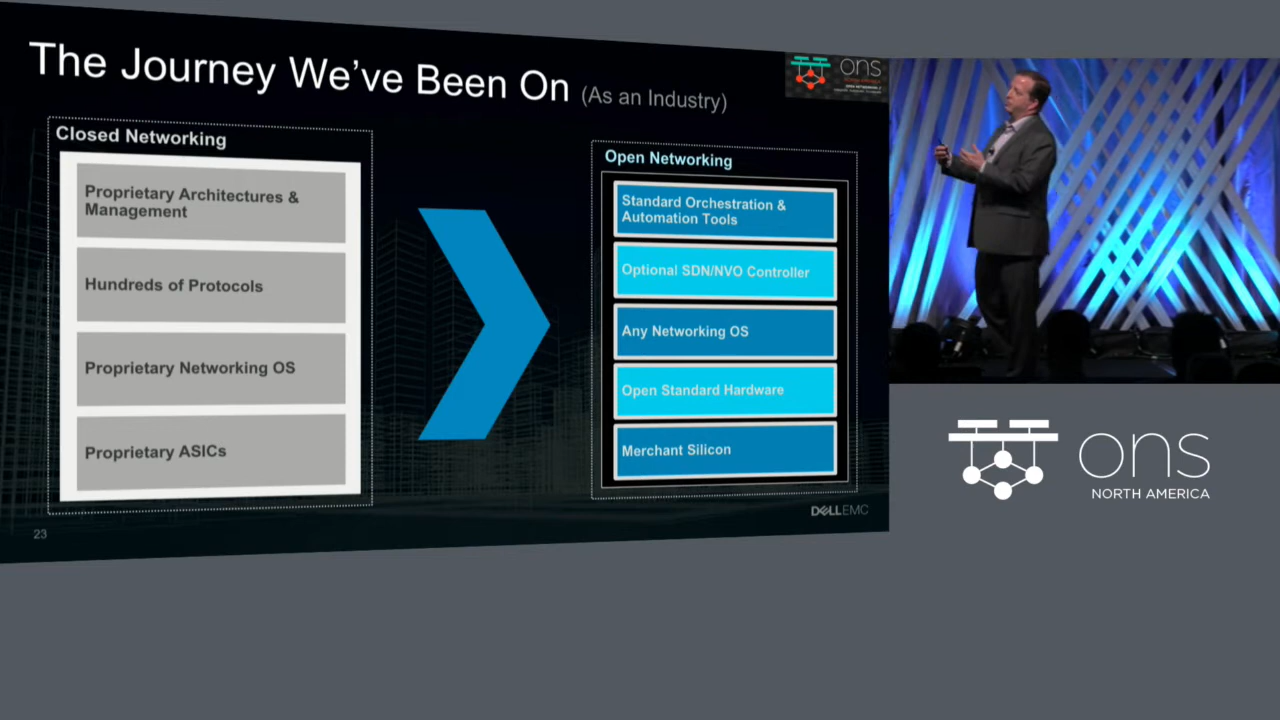 The Journey We've Been On (As an Industry)
ons
NORTH AMERICA
Closed Networking
Proprietary Architectures &
Management
Hundreds of Protocols
Proprietary Networking OS
Proprietary ASICs
Open Networking
Standard Orchestration &
Automation Tools
Optional SDN/NVO Controller
Any Networking OS
Open Standard Hardware
Merchant Silicon
23
DELLEMC
ons
NORTH AMERICA